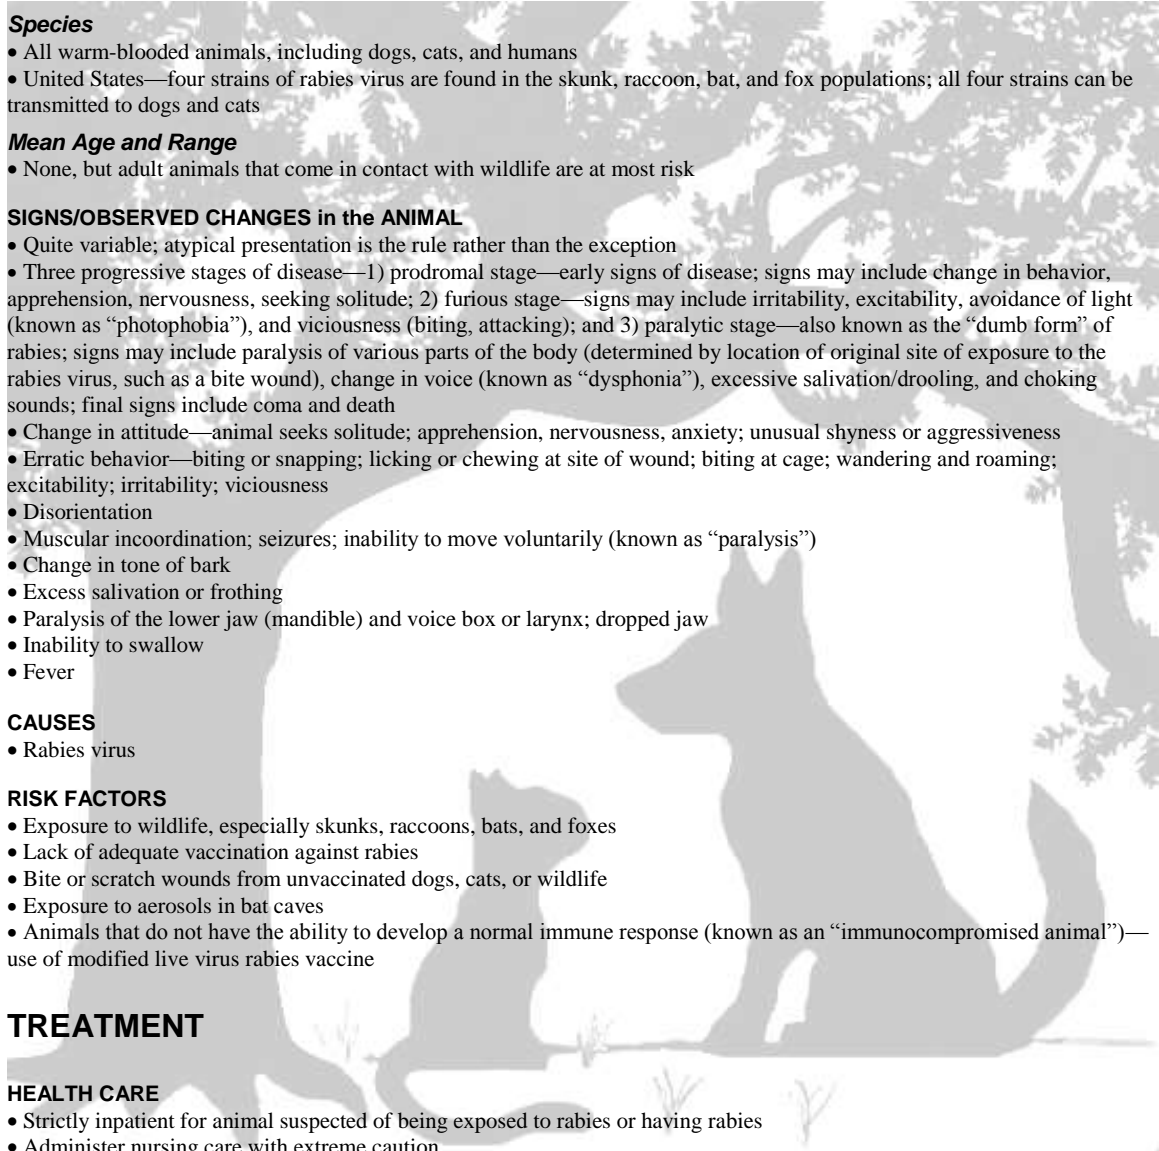 Species
• All warm-blooded animals, including dogs, cats, and humans
• United States—four strains of rabies virus are found in the skunk, raccoon, bat, and fox populations; all four strains can be
transmitted to dogs and cats
Mean Age and Range
• None, but adult animals that come in contact with wildlife are at most risk
SIGNS/OBSERVED CHANGES in the ANIMAL
• Quite variable; atypical presentation is the rule rather than the exception
• Three progressive stages of disease—1) prodromal stage—early signs of disease; signs may include change in behavior,
apprehension, nervousness, seeking solitude; 2) furious stage—signs may include irritability, excitability, avoidance of light
(known as “photophobia”), and viciousness (biting, attacking); and 3) paralytic stage—also known as the “dumb form” of
rabies; signs may include paralysis of various parts of the body (determined by location of original site of exposure to the
rabies virus, such as a bite wound), change in voice (known as “dysphonia”), excessive salivation/drooling, and choking
sounds; final signs include coma and death
• Change in attitude—animal seeks solitude; apprehension, nervousness, anxiety; unusual shyness or aggressiveness
• Erratic behavior—biting or snapping; licking or chewing at site of wound; biting at cage; wandering and roaming;
excitability; irritability; viciousness
• Disorientation
• Muscular incoordination; seizures; inability to move voluntarily (known as “paralysis”)
• Change in tone of bark
• Excess salivation or frothing
• Paralysis of the lower jaw (mandible) and voice box or larynx; dropped jaw
• Inability to swallow
• Fever
CAUSES
• Rabies virus
RISK FACTORS
• Exposure to wildlife, especially skunks, raccoons, bats, and foxes
• Lack of adequate vaccination against rabies
• Bite or scratch wounds from unvaccinated dogs, cats, or wildlife
• Exposure to aerosols in bat caves
• Animals that do not have the ability to develop a normal immune response (known as an “immunocompromised animal”)—
use of modified live virus rabies vaccine
TREATMENT
HEALTH CARE
• Strictly inpatient for animal suspected of being exposed to rabies or having rabies
• Administer nursing care with extreme caution